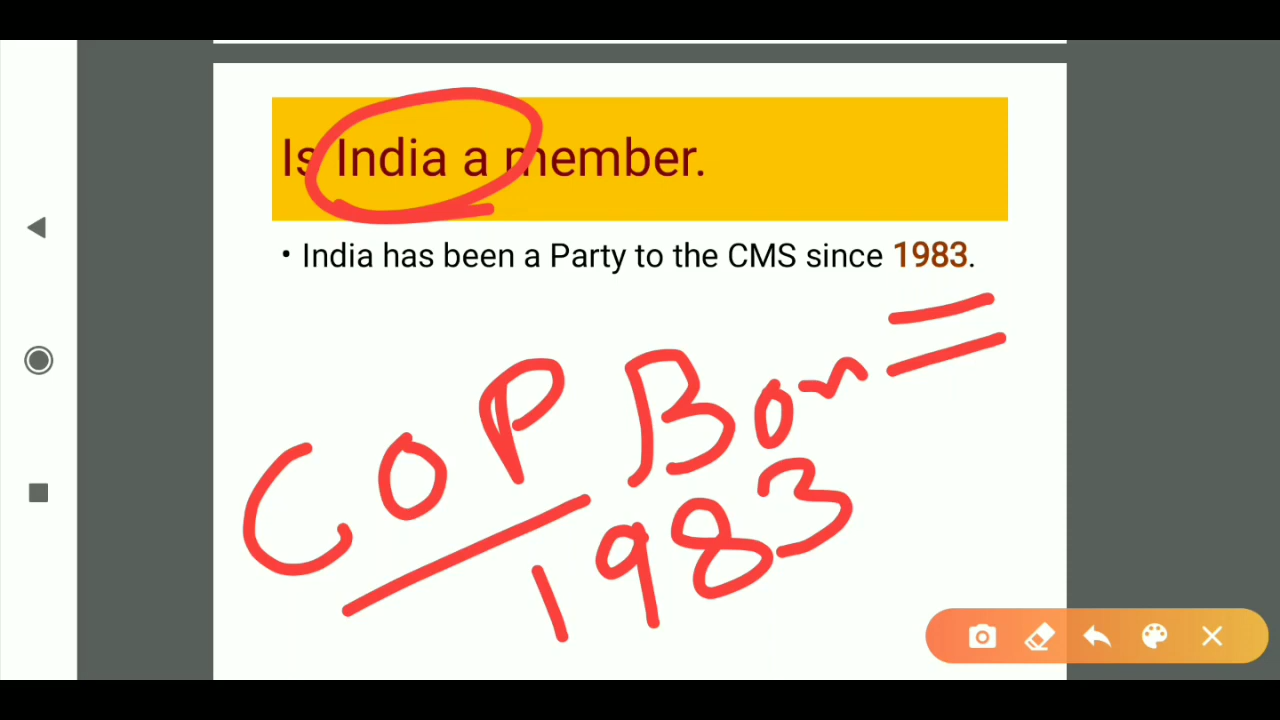 Is India a member.
• India has been a Party to the CMS since 1983.
COP Bon
1983